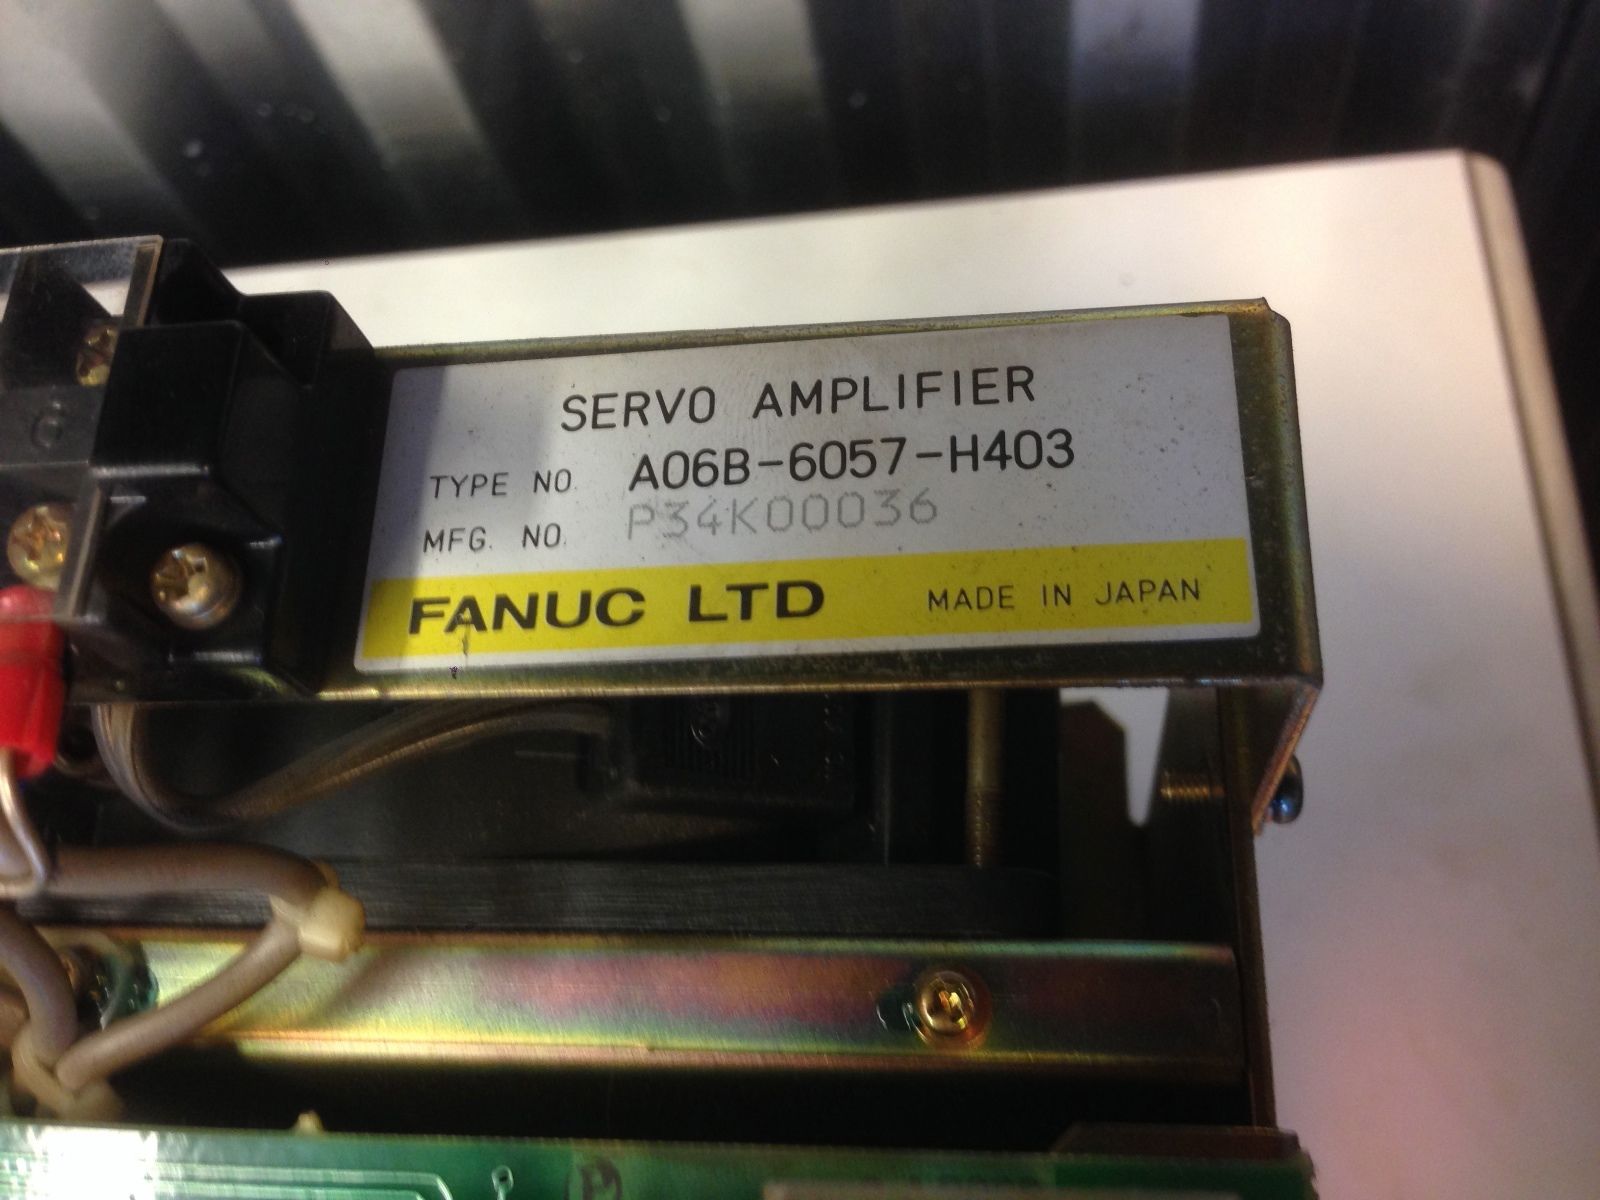 SERVO AMPLIFIER
TYPE NO. A06B-6057-H403
MFG. NO. P34K00036
FANUC LTD MADE IN JAPAN